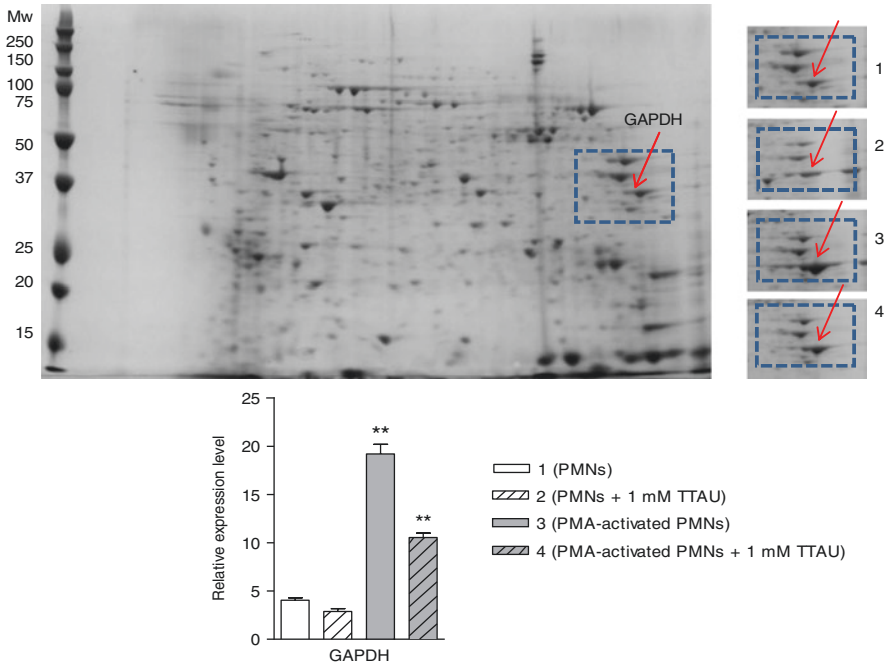 Mw
250
150
100
75
50
37
25
20
15
GAPDH
1
2
3
4
Relative expression level
25
20
15
10
5
0
**
**
GAPDH
1 (PMNs)
2 (PMNs + 1 mM TTAU)
3 (PMA-activated PMNs)
4 (PMA-activated PMNs + 1 mM TTAU)